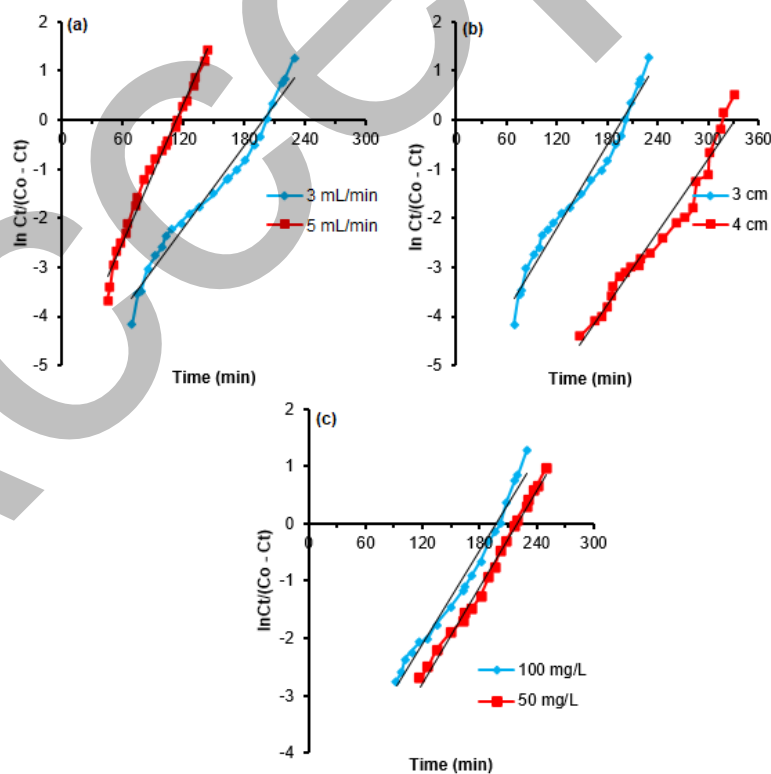 (a)
2
1
0
-1
-2
-3
-4
-5
0 60 120 180 240 300
ln Ct/(Co - Ct)
3 mL/min
5 mL/min
Time (min)
(b)
2
1
0
-1
-2
-3
-4
-5
0 60 120 180 240 300 360
ln Ct/(Co - Ct)
3 cm
4 cm
Time (min)
(c)
2
1
0
-1
-2
-3
-4
0 60 120 180 240 300
lnCt/(Co - Ct)
100 mg/L
50 mg/L
Time (min)